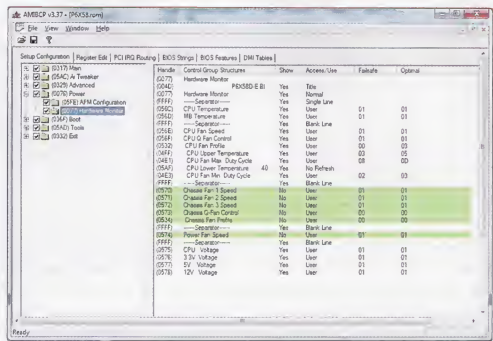 AMIBCP v3.37 - [P6X58.rom]
File View Window Help
Setup Configuration Register Edit PCI IRQ Routing BIOS Strings BIOS Features DMI Tables
(0317) Main
(05AC) Ai Tweaker
(0029) Advanced
(0076) Power
(05FE) APM Configuration
(0077) Hardware Monitor
(036F) Boot
(05AD) Tools
(0332) Exit
Handle Control Group Structures Show Access/Use Failsafe Optimal
(0077) Hardware Monitor
(004D) P6X58D-E BI Yes Title
(0077) Hardware Monitor Yes Normal
(FFFF) -----Separator----- Yes Single Line
(056C) CPU Temperature Yes User 01 01
(056D) MB Temperature Yes User 01 01
(FFFF) -----Separator----- Yes Blank Line
(056E) CPU Fan Speed Yes User 01 01
(056F) CPU Q Fan Control Yes User 01 01
(0532) CPU Fan Profile Yes User 00 03
(04FF) CPU Upper Temperature Yes User 03 05
(04E1) CPU Fan Max. Duty Cycle Yes User 08 0D
(05AF) CPU Lower Temperature 40 Yes No Refresh
(04E3) CPU Fan Min. Duty Cycle Yes User 02 03
(FFFF) -----Separator----- Yes Blank Line
(0570) Chassis Fan 1 Speed No User 01 01
(0571) Chassis Fan 2 Speed No User 01 01
(0572) Chassis Fan 3 Speed No User 01 01
(0573) Chassis Q-Fan Control No User 00 00
(0534) Chassis Fan Profile No User 00 00
(FFFF) -----Separator----- Yes Blank Line
(0574) Power Fan Speed No User 01 01
(FFFF) -----Separator----- Yes Blank Line
(0575) CPU Voltage Yes User 01 01
(0576) 3.3V Voltage Yes User 01 01
(0577) 5V Voltage Yes User 01 01
(0578) 12V Voltage Yes User 01 01
Ready